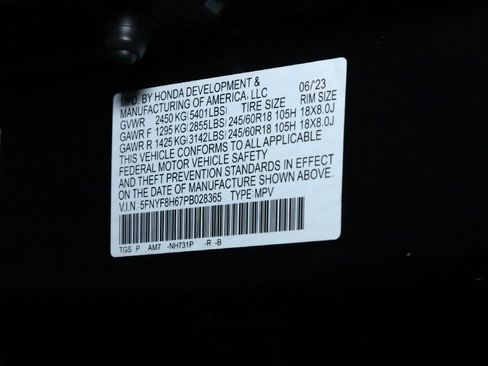 MFD. BY HONDA DEVELOPMENT & 06/'23
MANUFACTURING OF AMERICA, LLC
GVWR 2450 KG(5401LBS) TIRE SIZE RIM SIZE
GAWR F 1295 KG(2855LBS) 245/60R18 105H 18X8.0J
GAWR R 1425 KG(3142LBS) 245/60R18 105H 18X8.0J
THIS VEHICLE CONFORMS TO ALL APPLICABLE
FEDERAL MOTOR VEHICLE SAFETY
AND THEFT PREVENTION STANDARDS IN EFFECT
ON THE DATE OF MANUFACTURE SHOWN ABOVE.
V.I.N.: 5FNYF8H67PB028365 TYPE: MPV
TGS P AM7 -NH731P -R -B